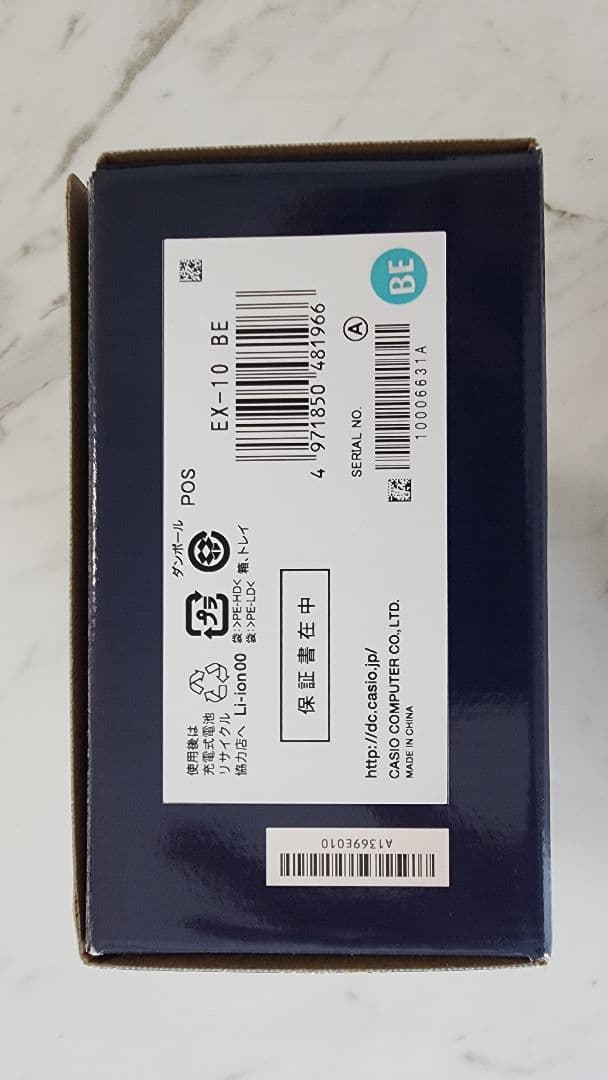 使用後は
充電式電池
リサイクル
協力店へ
Li-ion00
プラ
袋:>PE-HD<
袋:>PE-LD<
ダンボール
箱、トレイ
POS
EX-10 BE
4 971850 481966
保証書在中
SERIAL NO.
A
BE
10006631A
http://dc.casio.jp/
CASIO COMPUTER CO., LTD.
MADE IN CHINA
A1369E010